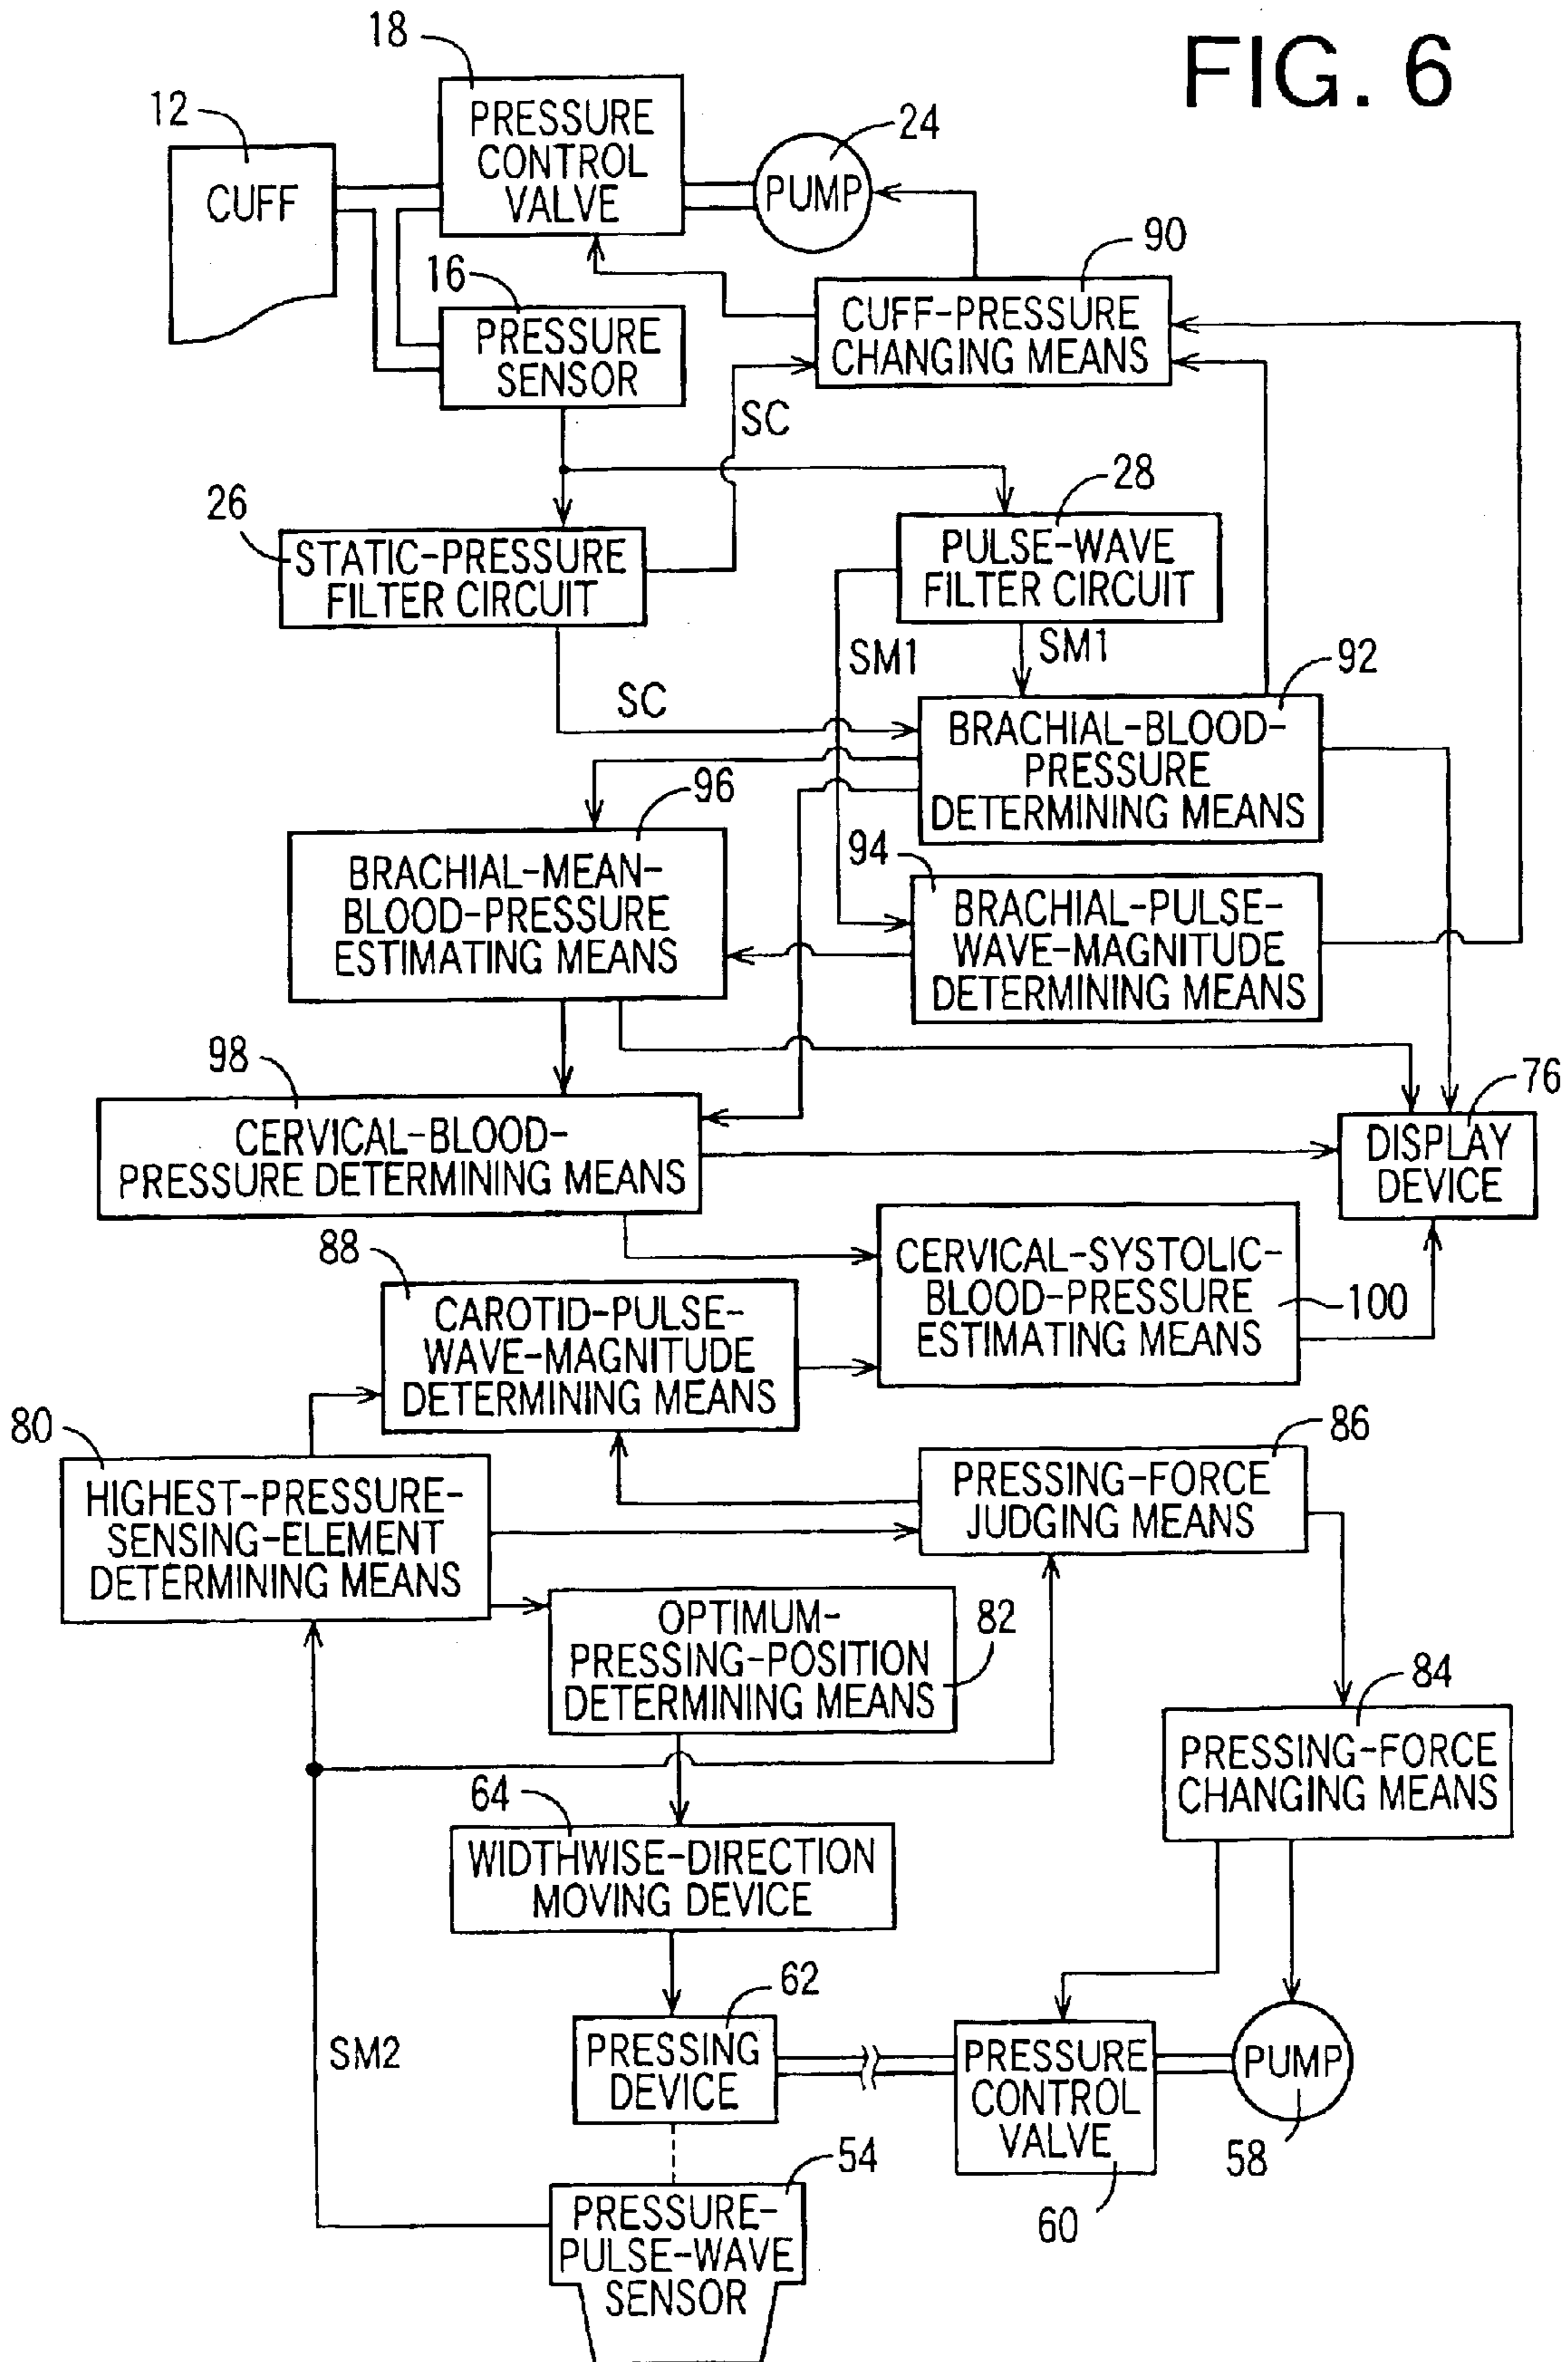 FIG. 6
18
12
PRESSURE
CONTROL
VALVE
24
CUFF
PUMP
90
16
CUFF-PRESSURE
CHANGING MEANS
PRESSURE
SENSOR
SC
28
26
STATIC-PRESSURE
FILTER CIRCUIT
PULSE-WAVE
FILTER CIRCUIT
SM1
SM1
92
SC
BRACHIAL-BLOOD-
PRESSURE
DETERMINING MEANS
96
94
BRACHIAL-MEAN-
BLOOD-PRESSURE
ESTIMATING MEANS
BRACHIAL-PULSE-
WAVE-MAGNITUDE
DETERMINING MEANS
98
76
CERVICAL-BLOOD-
PRESSURE DETERMINING MEANS
DISPLAY
DEVICE
88
CERVICAL-SYSTOLIC-
BLOOD-PRESSURE
ESTIMATING MEANS
100
CAROTID-PULSE-
WAVE-MAGNITUDE
DETERMINING MEANS
80
86
HIGHEST-PRESSURE-
SENSING-ELEMENT
DETERMINING MEANS
PRESSING-FORCE
JUDGING MEANS
OPTIMUM-
PRESSING-POSITION
DETERMINING MEANS
82
84
PRESSING-FORCE
CHANGING MEANS
64
WIDTHWISE-DIRECTION
MOVING DEVICE
62
SM2
PRESSING
DEVICE
PRESSURE
CONTROL
VALVE
PUMP
54
58
60
PRESSURE-
PULSE-WAVE
SENSOR